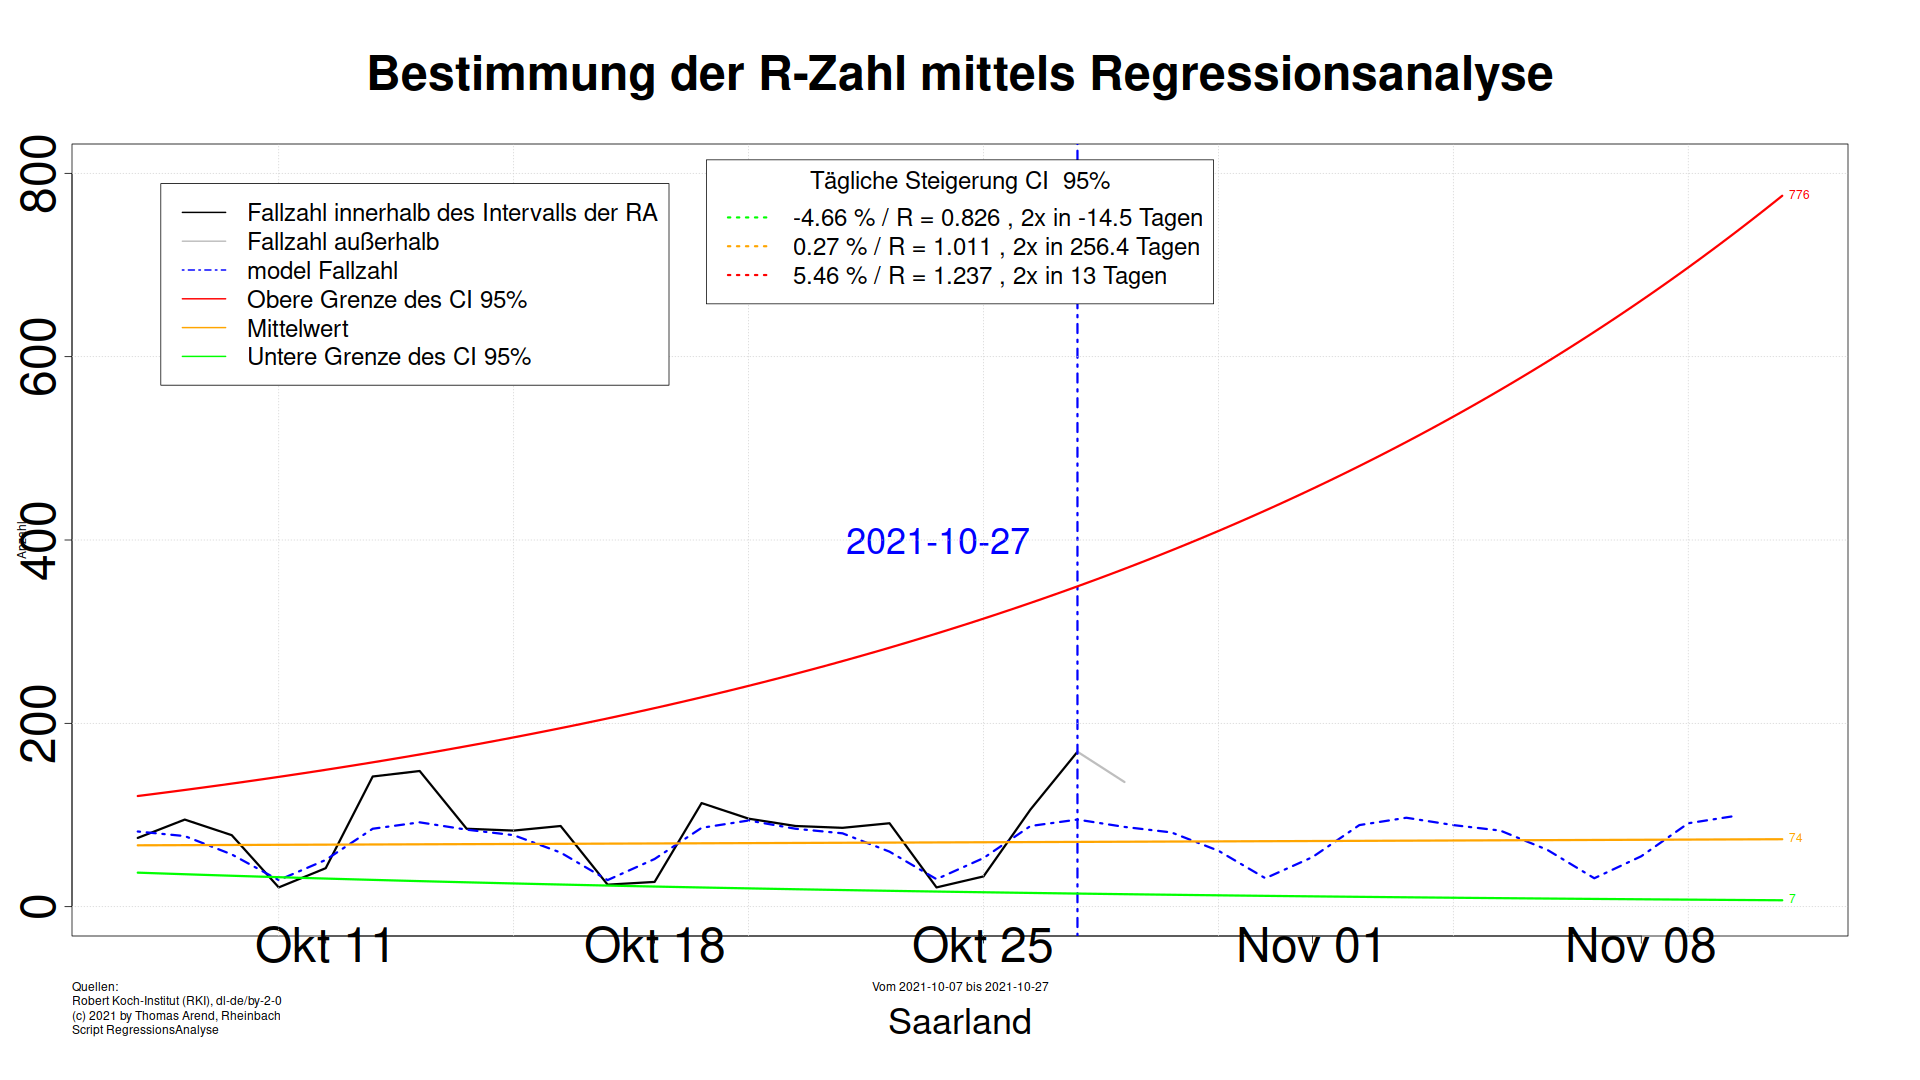 Bestimmung der R-Zahl mittels Regressionsanalyse
Fallzahl innerhalb des Intervalls der RA
Fallzahl außerhalb
model Fallzahl
Obere Grenze des CI 95%
Mittelwert
Untere Grenze des CI 95%
Tägliche Steigerung CI  95%
-4.66 % / R = 0.826 , 2x in -14.5 Tagen
0.27 % / R = 1.011 , 2x in 256.4 Tagen
5.46 % / R = 1.237 , 2x in 13 Tagen
776
2021-10-27
74
7
800
600
400
200
0
Anzahl
Okt 11
Okt 18
Okt 25
Nov 01
Nov 08
Quellen:
Robert Koch-Institut (RKI), dl-de/by-2-0
(c) 2021 by Thomas Arend, Rheinbach
Script RegressionsAnalyse
Vom 2021-10-07 bis 2021-10-27
Saarland